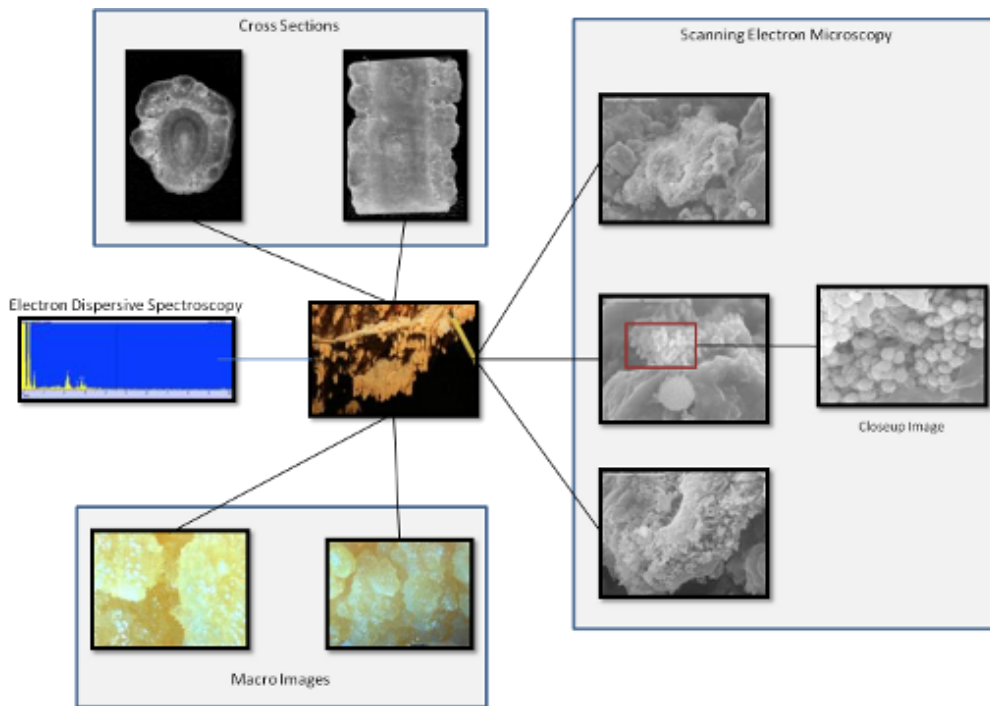 Cross Sections
Scanning Electron Microscopy
Electron Dispersive Spectroscopy
Closeup Image
Macro Images